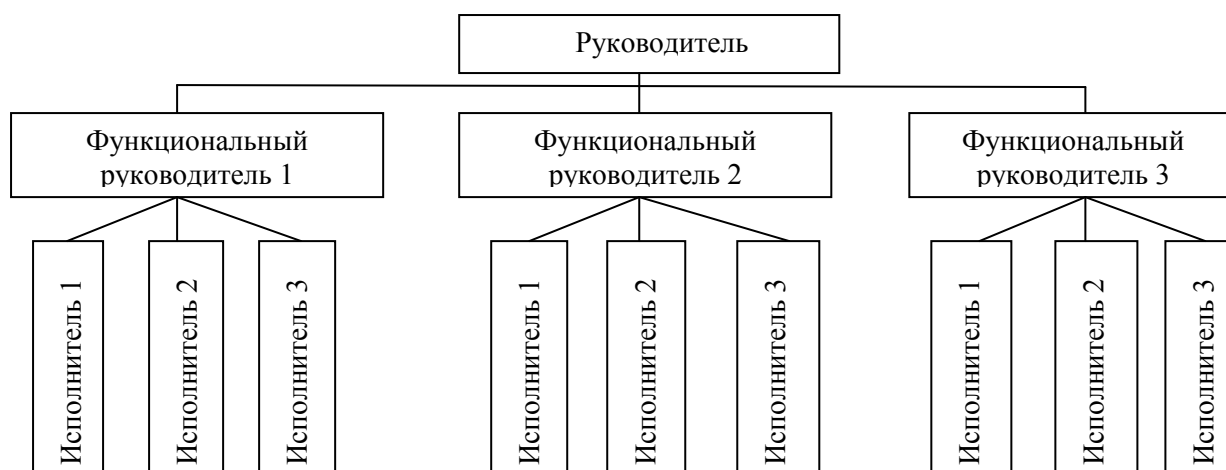 Руководитель
Функциональный
руководитель 1
Функциональный
руководитель 2
Функциональный
руководитель 3
Исполнитель 1
Исполнитель 2
Исполнитель 3
Исполнитель 1
Исполнитель 2
Исполнитель 3
Исполнитель 1
Исполнитель 2
Исполнитель 3